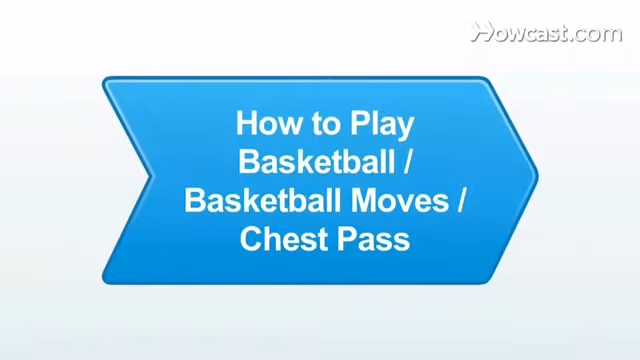 Howcast.com
How to Play
Basketball /
Basketball Moves /
Chest Pass